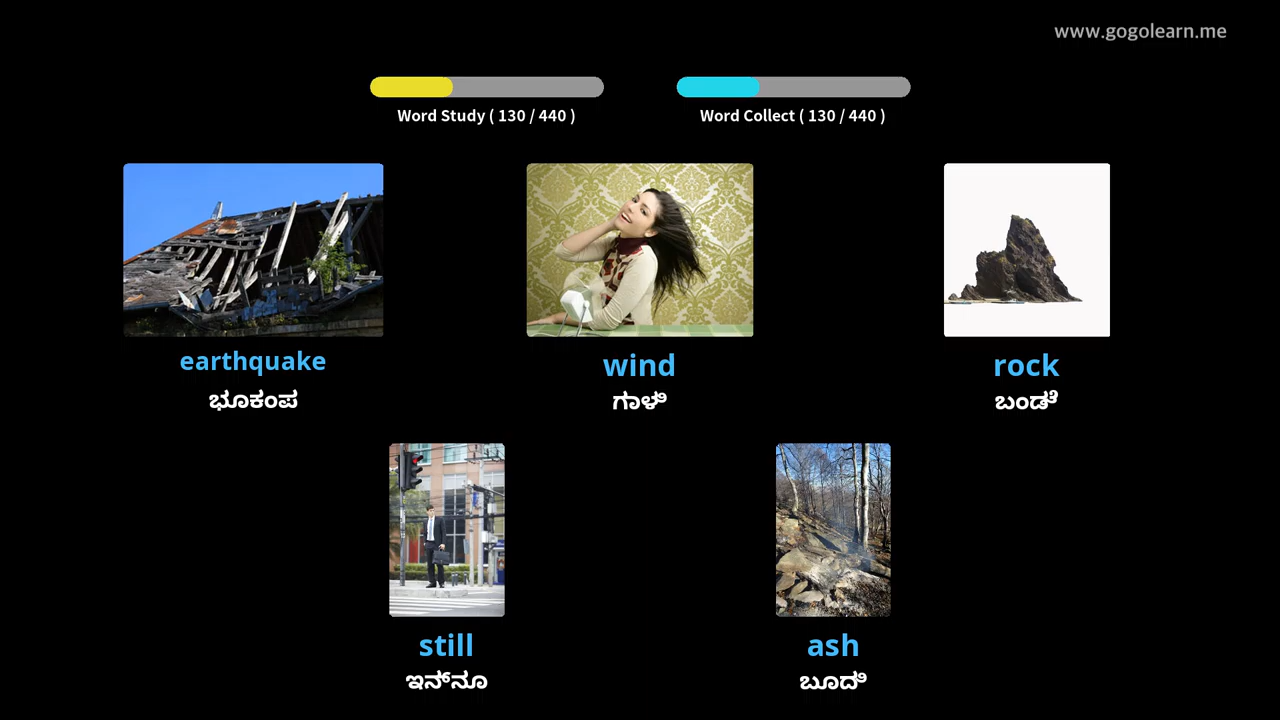 www.gogolearn.me
Word Study ( 130 / 440 )
Word Collect ( 130 / 440 )
earthquake
ಭೂಕಂಪ
wind
ಗಾಳಿ
rock
ಬಂಡೆ
still
ಇನ್ನೂ
ash
ಬೂದಿ